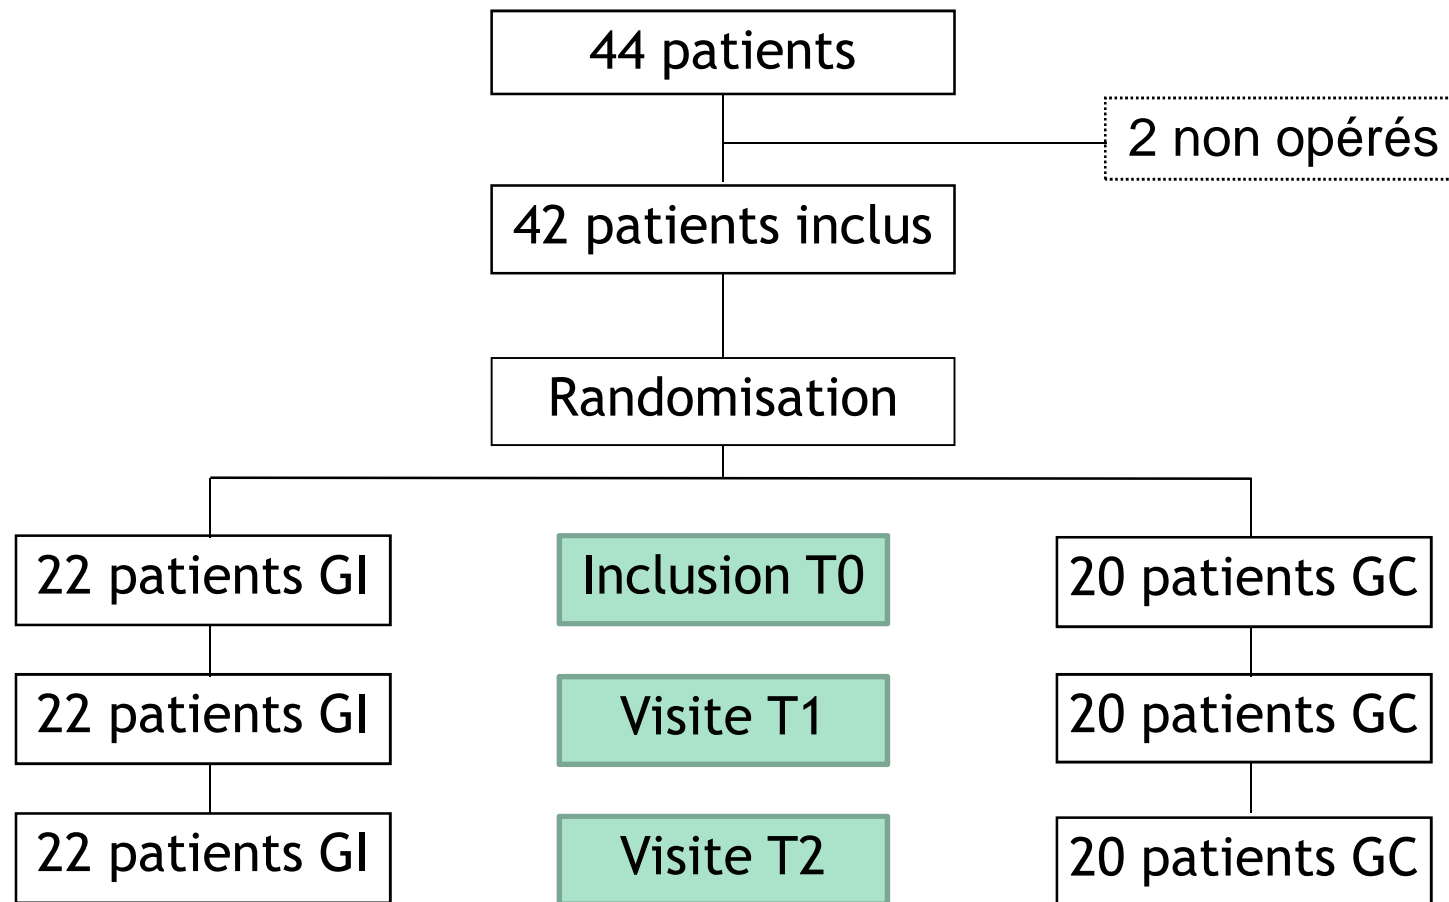 44 patients
2 non opérés
42 patients inclus
Randomisation
22 patients GI
Inclusion T0
20 patients GC
22 patients GI
Visite T1
20 patients GC
22 patients GI
Visite T2
20 patients GC